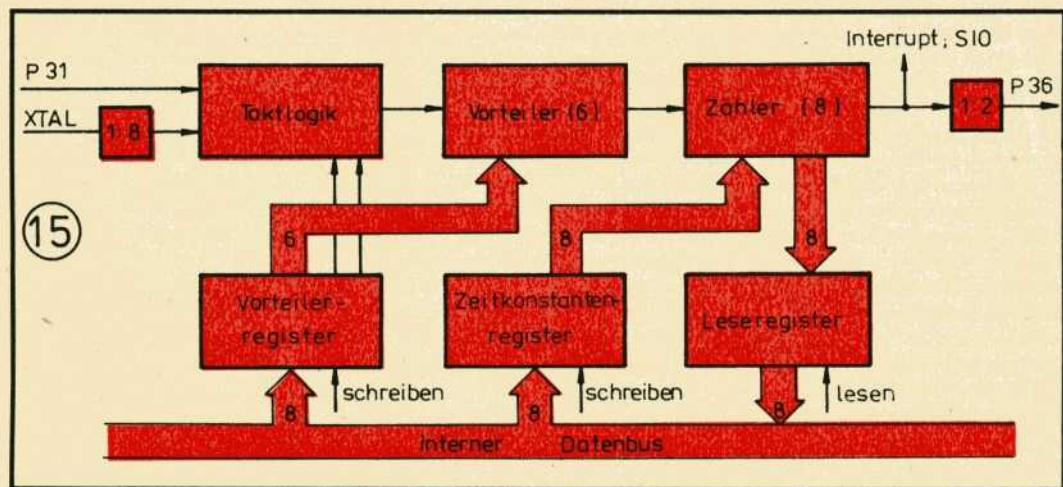 Interrupt, SIO
P 31
P 36
XTAL
1 8
Taktlogik
Vorteiler (6)
Zähler (8)
1 2
15
6
8
8
Vorteiler-
register
Zeitkonstanten-
register
Leseregister
schreiben
schreiben
lesen
8
8
8
Interner Datenbus